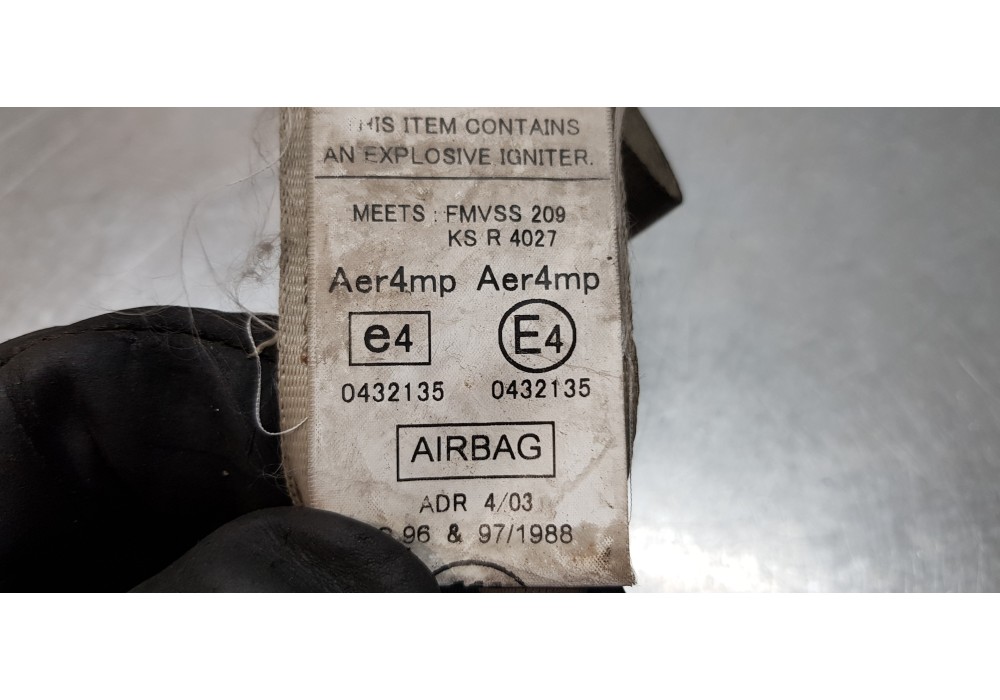 HIS ITEM CONTAINS
AN EXPLOSIVE IGNITER.
MEETS : FMVSS 209
KS R 4027
Aer4mp Aer4mp
e4 E4
0432135 0432135
AIRBAG
ADR 4/03
96 & 97/1988